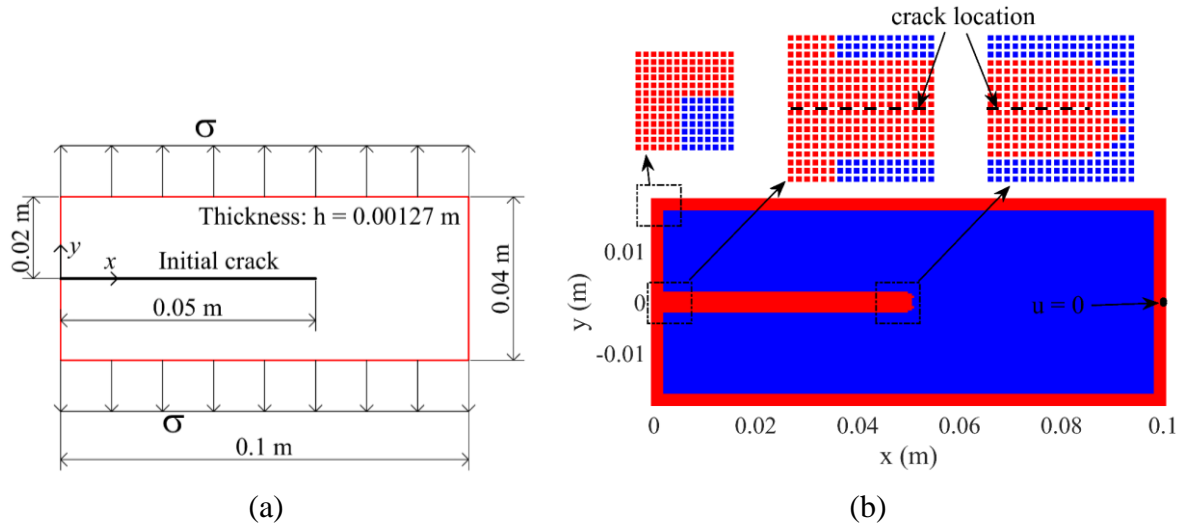 σ
Thickness: h = 0.00127 m
0.02 m
y
x
Initial crack
0.05 m
0.04 m
σ
0.1 m
(a)
crack location
0.01
0
-0.01
y (m)
u = 0
0
0.02
0.04
0.06
0.08
0.1
x (m)
(b)